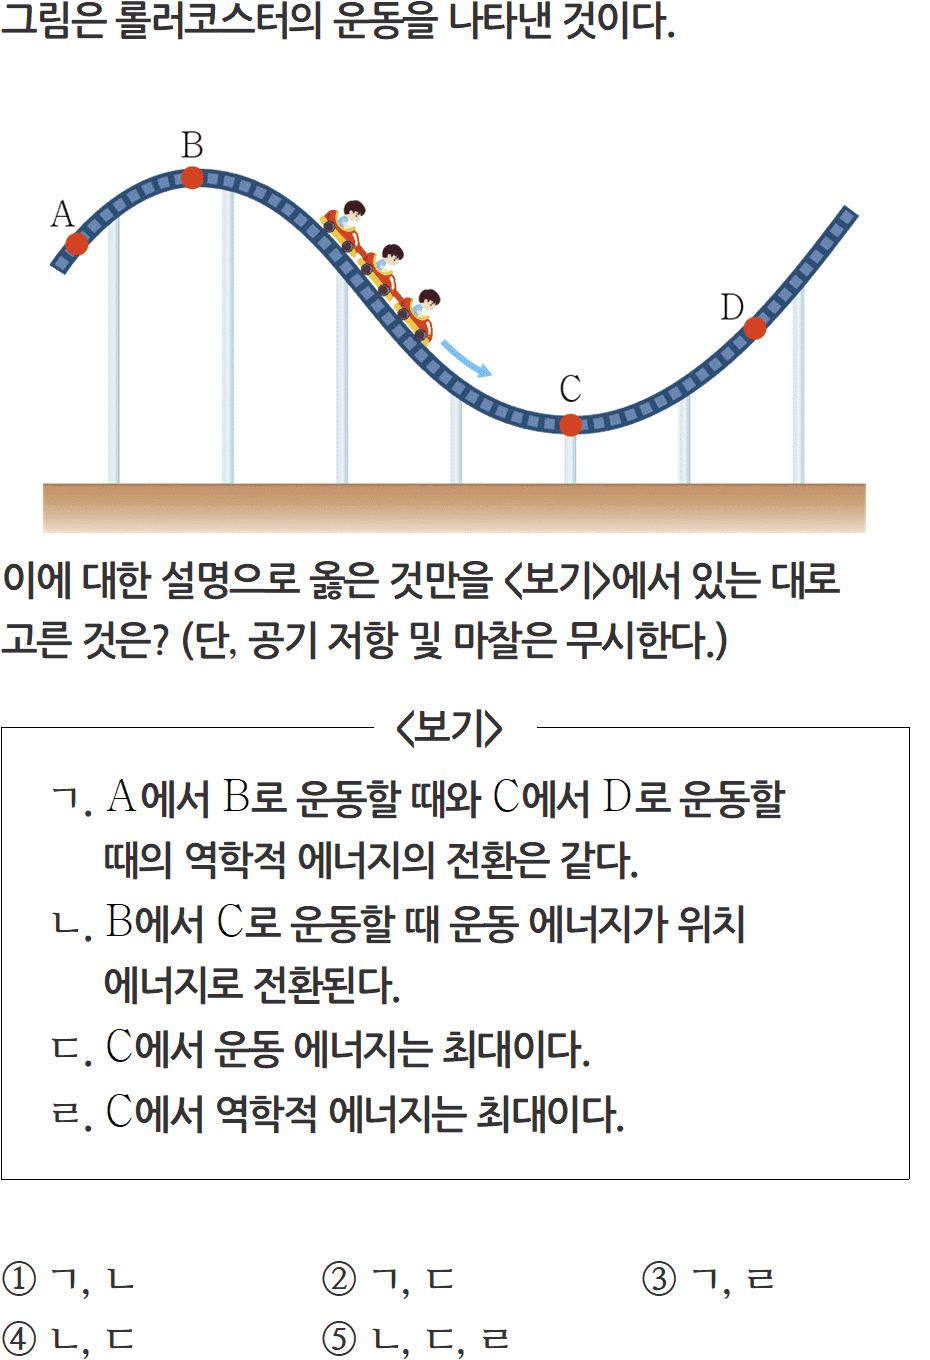 그림은 롤러코스터의 운동을 나타낸 것이다.
B
A
D
C
이에 대한 설명으로 옳은 것만을 <보기>에서 있는 대로
고른 것은? (단, 공기 저항 및 마찰은 무시한다.)
<보기>
ㄱ. A에서 B로 운동할 때와 C에서 D로 운동할
때의 역학적 에너지의 전환은 같다.
ㄴ. B에서 C로 운동할 때 운동 에너지가 위치
에너지로 전환된다.
ㄷ. C에서 운동 에너지는 최대이다.
ㄹ. C에서 역학적 에너지는 최대이다.
① ㄱ, ㄴ ② ㄱ, ㄷ ③ ㄱ, ㄹ
④ ㄴ, ㄷ ⑤ ㄴ, ㄷ, ㄹ